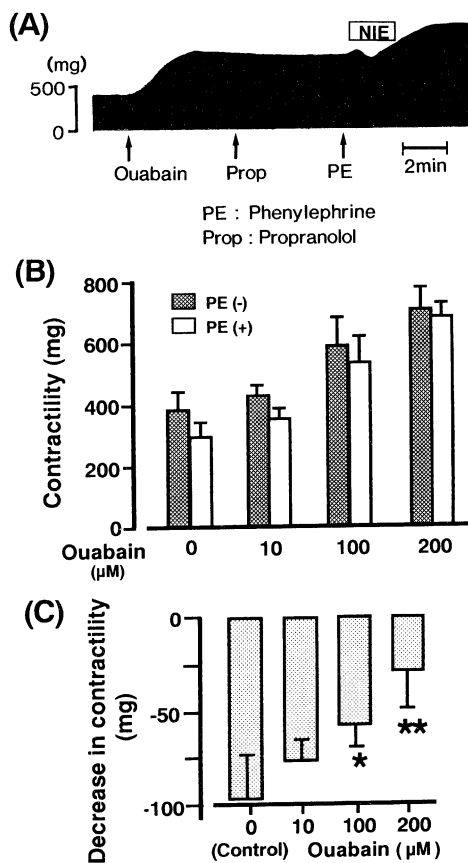 (A)
NIE
(mg)
500
0
Ouabain
Prop
PE
2min
PE : Phenylephrine
Prop : Propranolol
(B)
800
600
400
200
0
Contractility (mg)
PE (-)
PE (+)
Ouabain
(μM)
0
10
100
200
(C)
0
-50
-100
Decrease in contractility
(mg)
*
**
0
10
100
200
(Control)
Ouabain (μM)